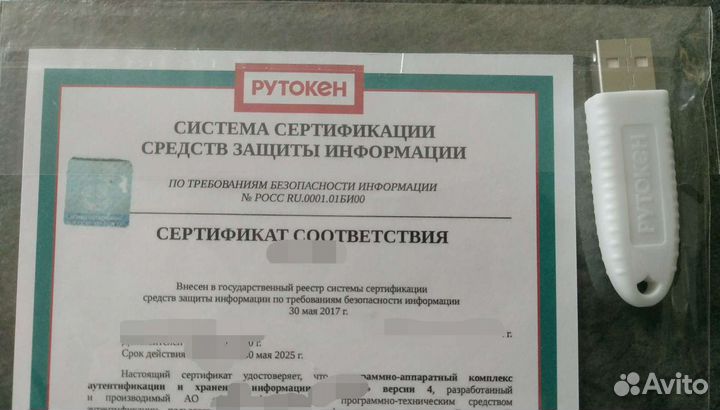 РУТОКЕН
СИСТЕМА СЕРТИФИКАЦИИ
СРЕДСТВ ЗАЩИТЫ ИНФОРМАЦИИ
ПО ТРЕБОВАНИЯМ БЕЗОПАСНОСТИ ИНФОРМАЦИИ
№ РОСС RU.0001.01БИ00
СЕРТИФИКАТ СООТВЕТСТВИЯ
Внесен в государственный реестр системы сертификации
средств защиты информации по требованиям безопасности информации
30 мая 2017 г.
г.
Срок действия мая 2025 г.
Настоящий сертификат удостоверяет, что комплекс
аутентификации и информации версии 4, разработанный
и производимый АО программно-техническим средством
РУТОКЕН
Avito